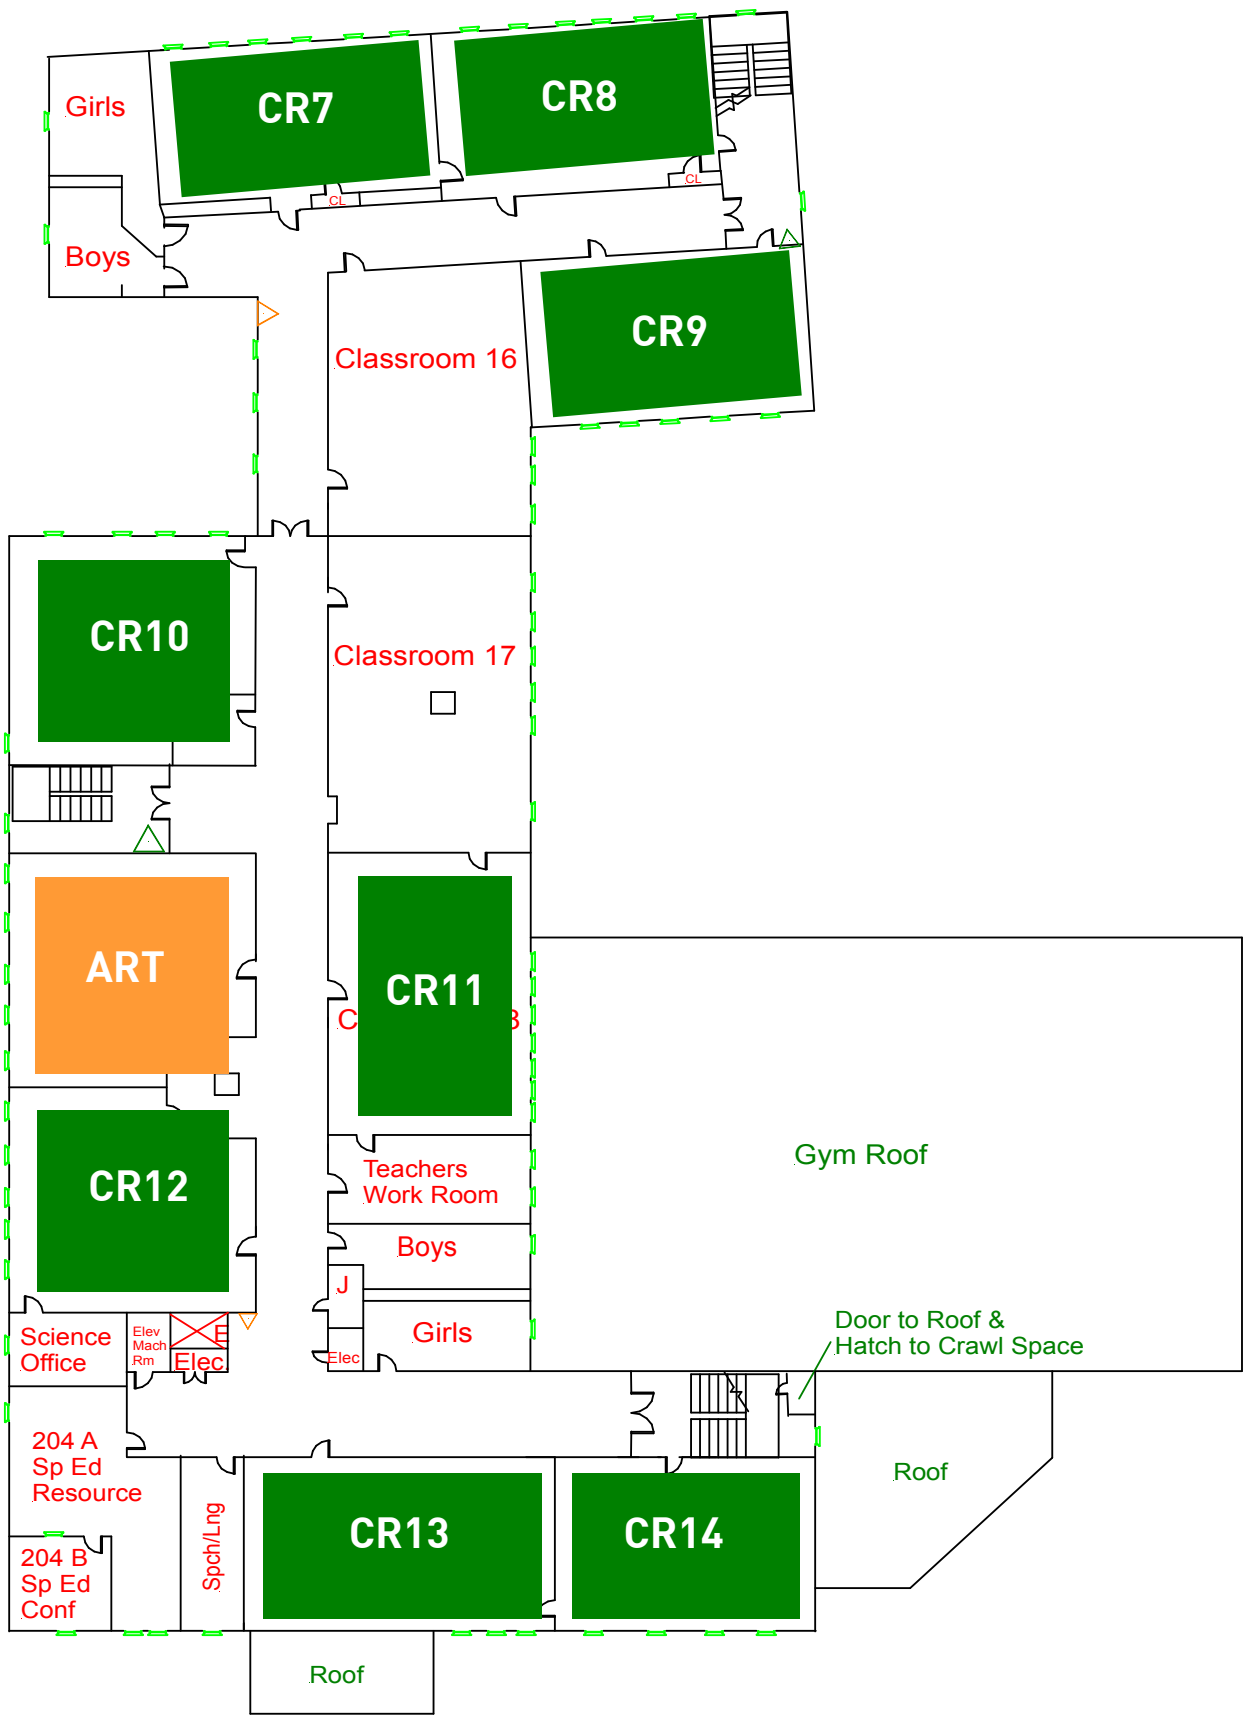 Girls
CR7
CR8
CL
CL
Boys
CR9
Classroom 16
CR10
Classroom 17
ART
CR11
C
3
CR12
Teachers
Work Room
Boys
J
Girls
Elec
Science
Office
Elev
Mach
Rm
E
Elec.
Gym Roof
Door to Roof &
Hatch to Crawl Space
204 A
Sp Ed
Resource
204 B
Sp Ed
Conf
Spch/Lng
CR13
CR14
Roof
Roof